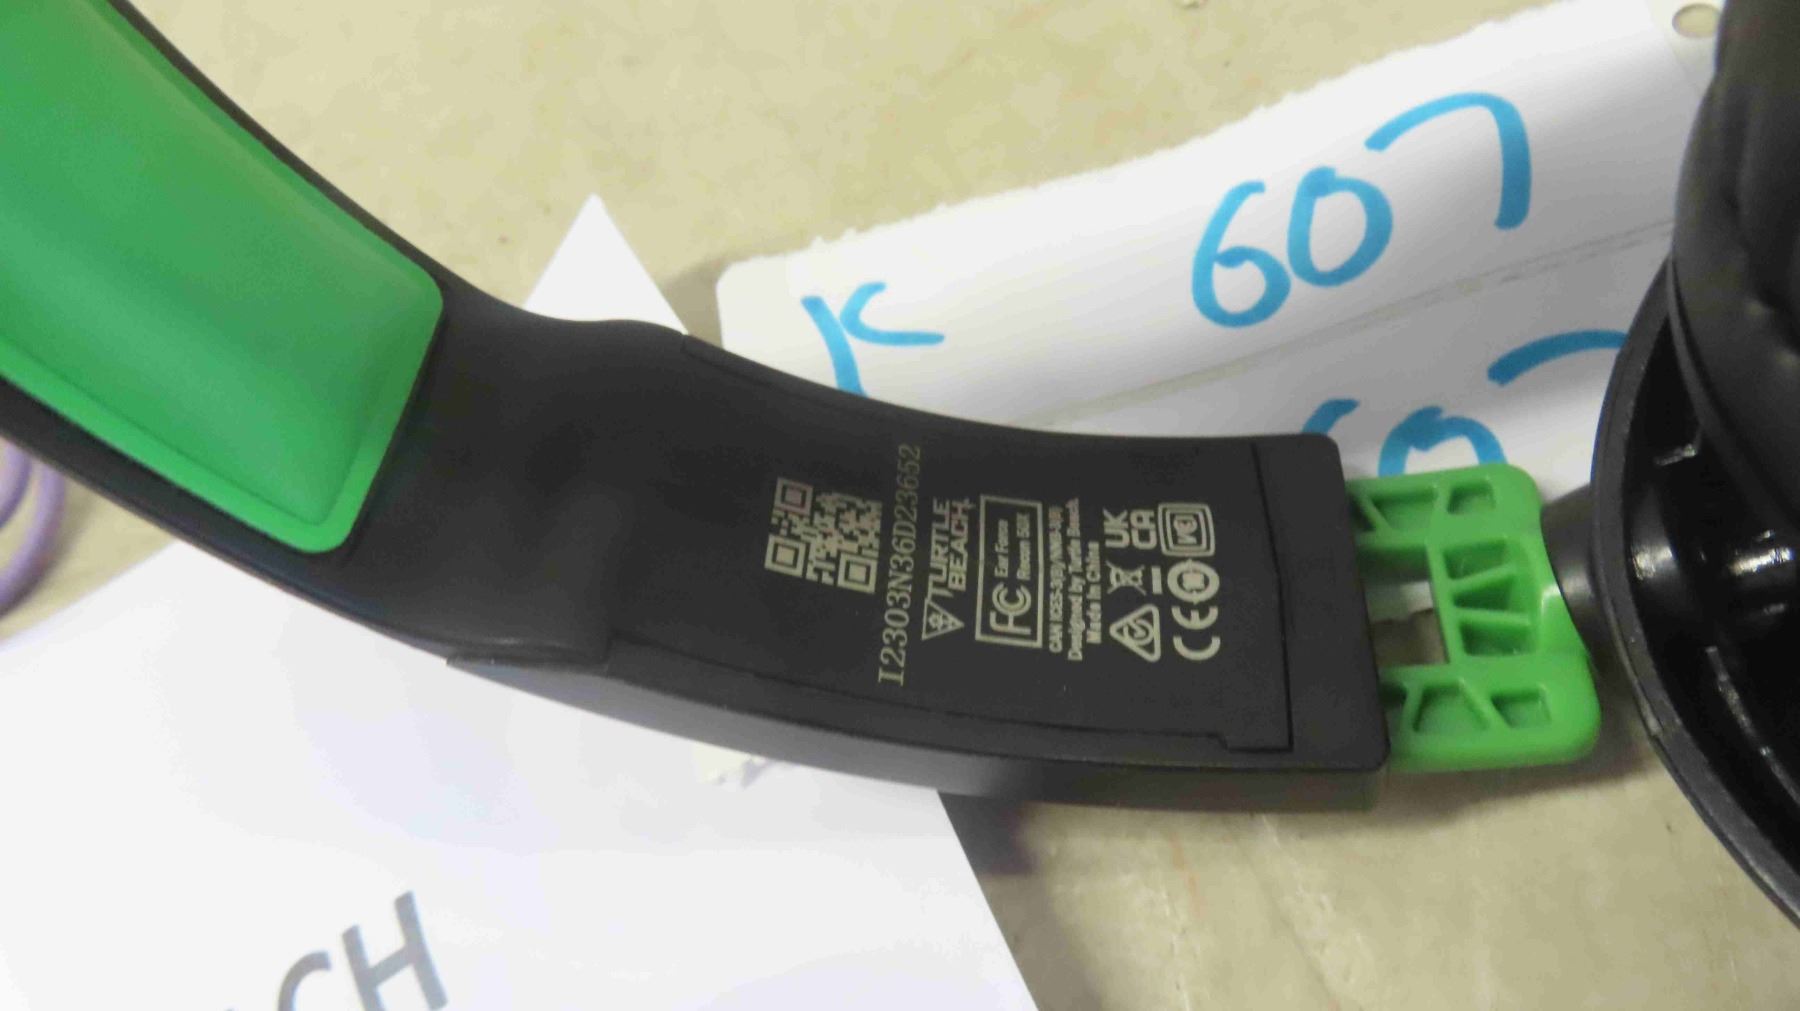 K 607
607
I2303N36D23652
TURTLE
BEACH
FC Ear Force
Recon 50X
CAN ICES-3(B)/NMB-3(B)
Designed by Turtle Beach
Made in China
UK
CA
CE
CH